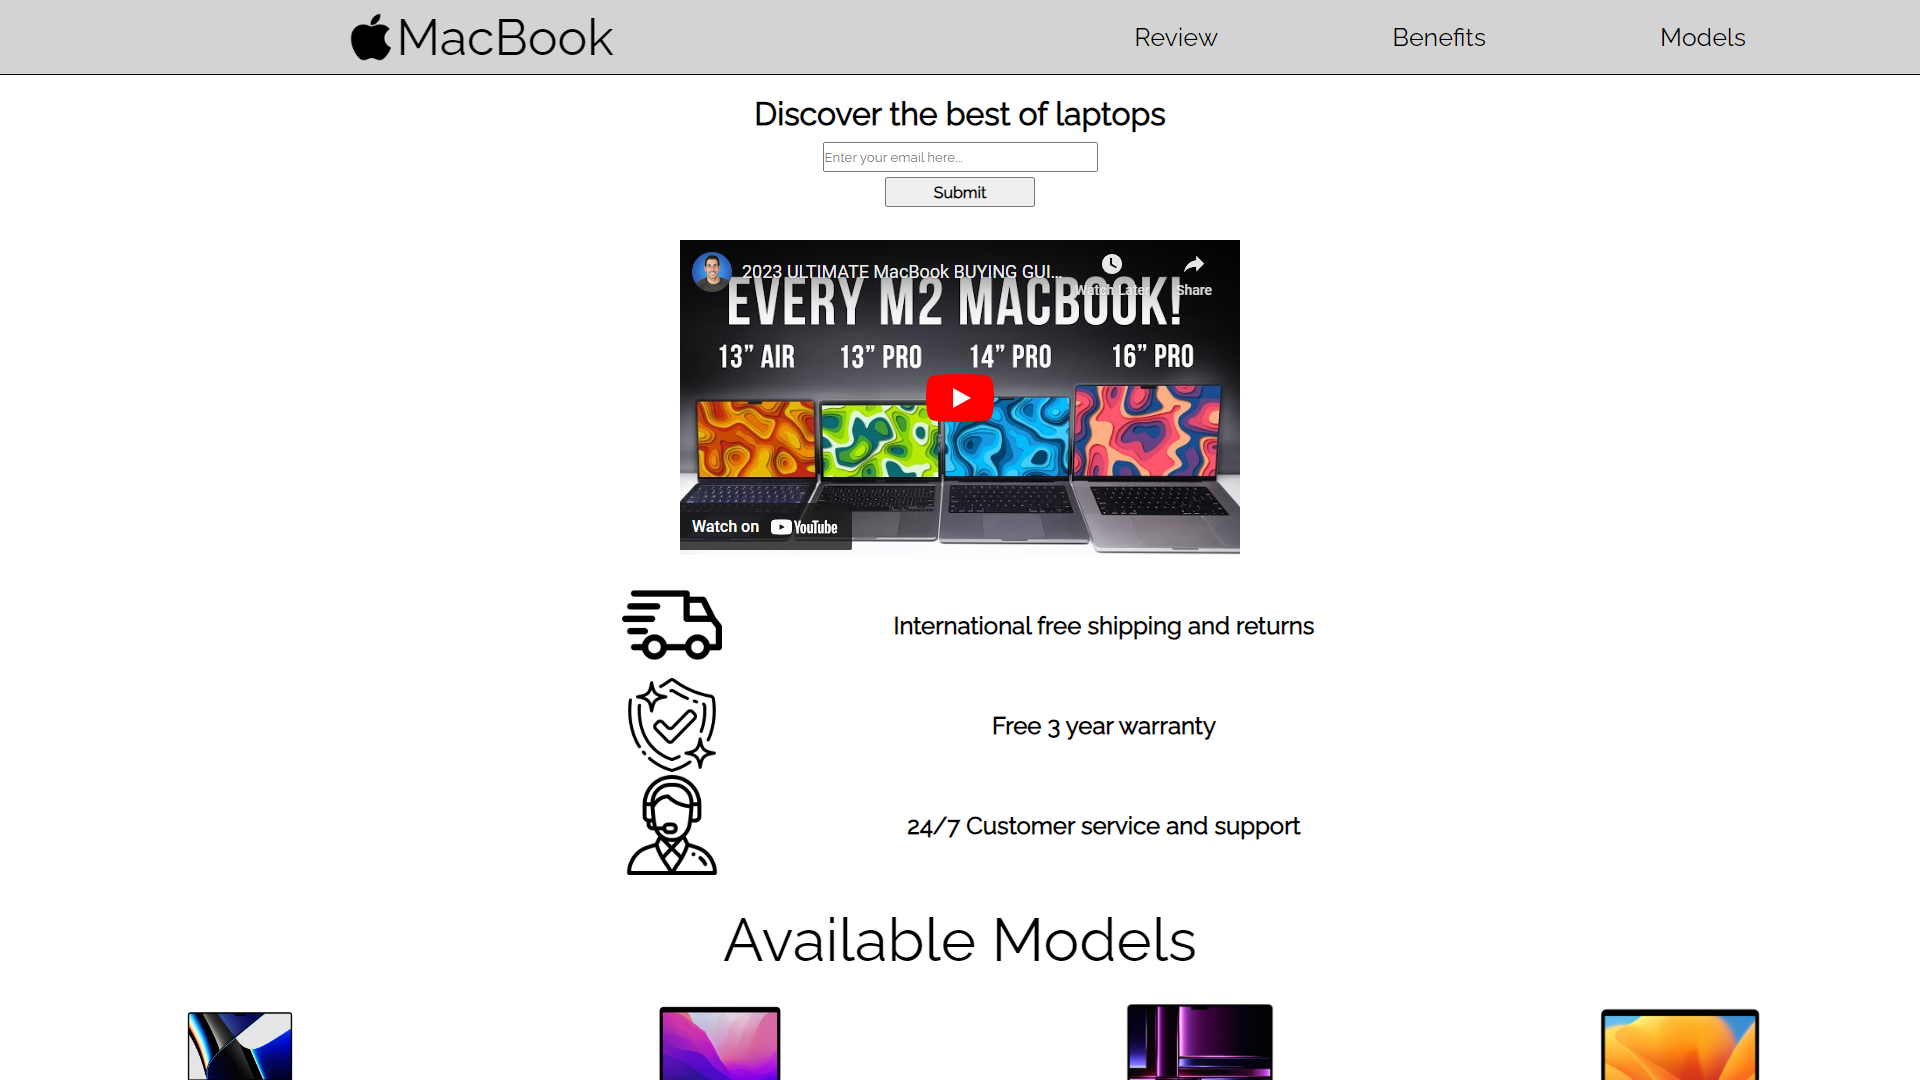 MacBook
Review
Benefits
Models
Discover the best of laptops
Enter your email here...
Submit
2023 ULTIMATE MacBook BUYING GUI...
Watch Later
Share
EVERY M2 MACBOOK!
13” AIR
13” PRO
14” PRO
16” PRO
Watch on YouTube
International free shipping and returns
Free 3 year warranty
24/7 Customer service and support
Available Models